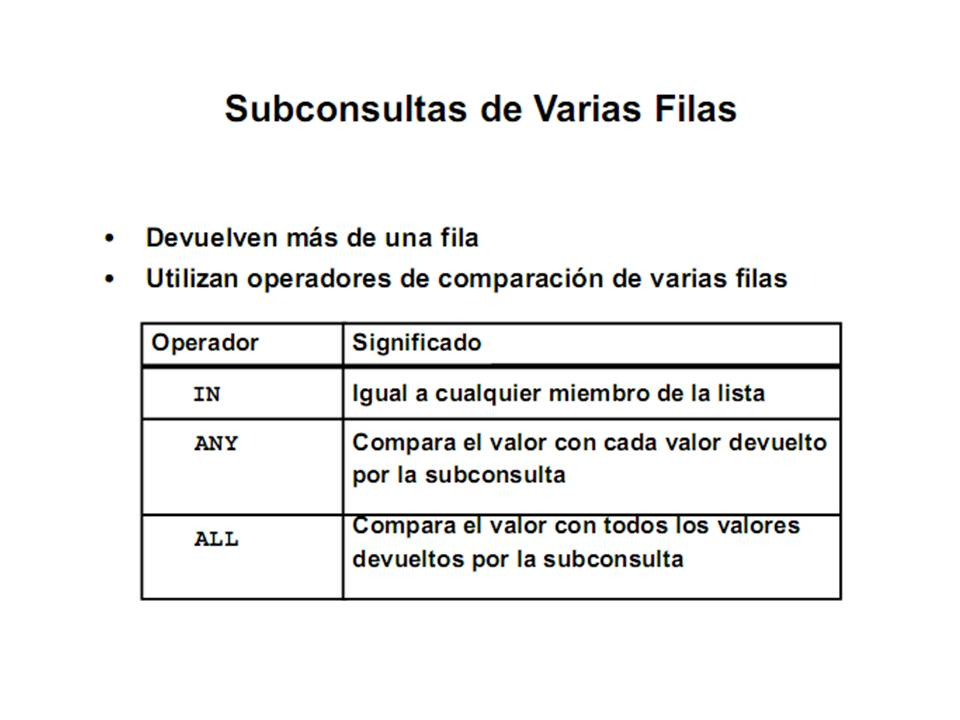 Subconsultas de Varias Filas
• Devuelven más de una fila
• Utilizan operadores de comparación de varias filas
Operador Significado
IN Igual a cualquier miembro de la lista
ANY Compara el valor con cada valor devuelto
por la subconsulta
ALL Compara el valor con todos los valores
devueltos por la subconsulta